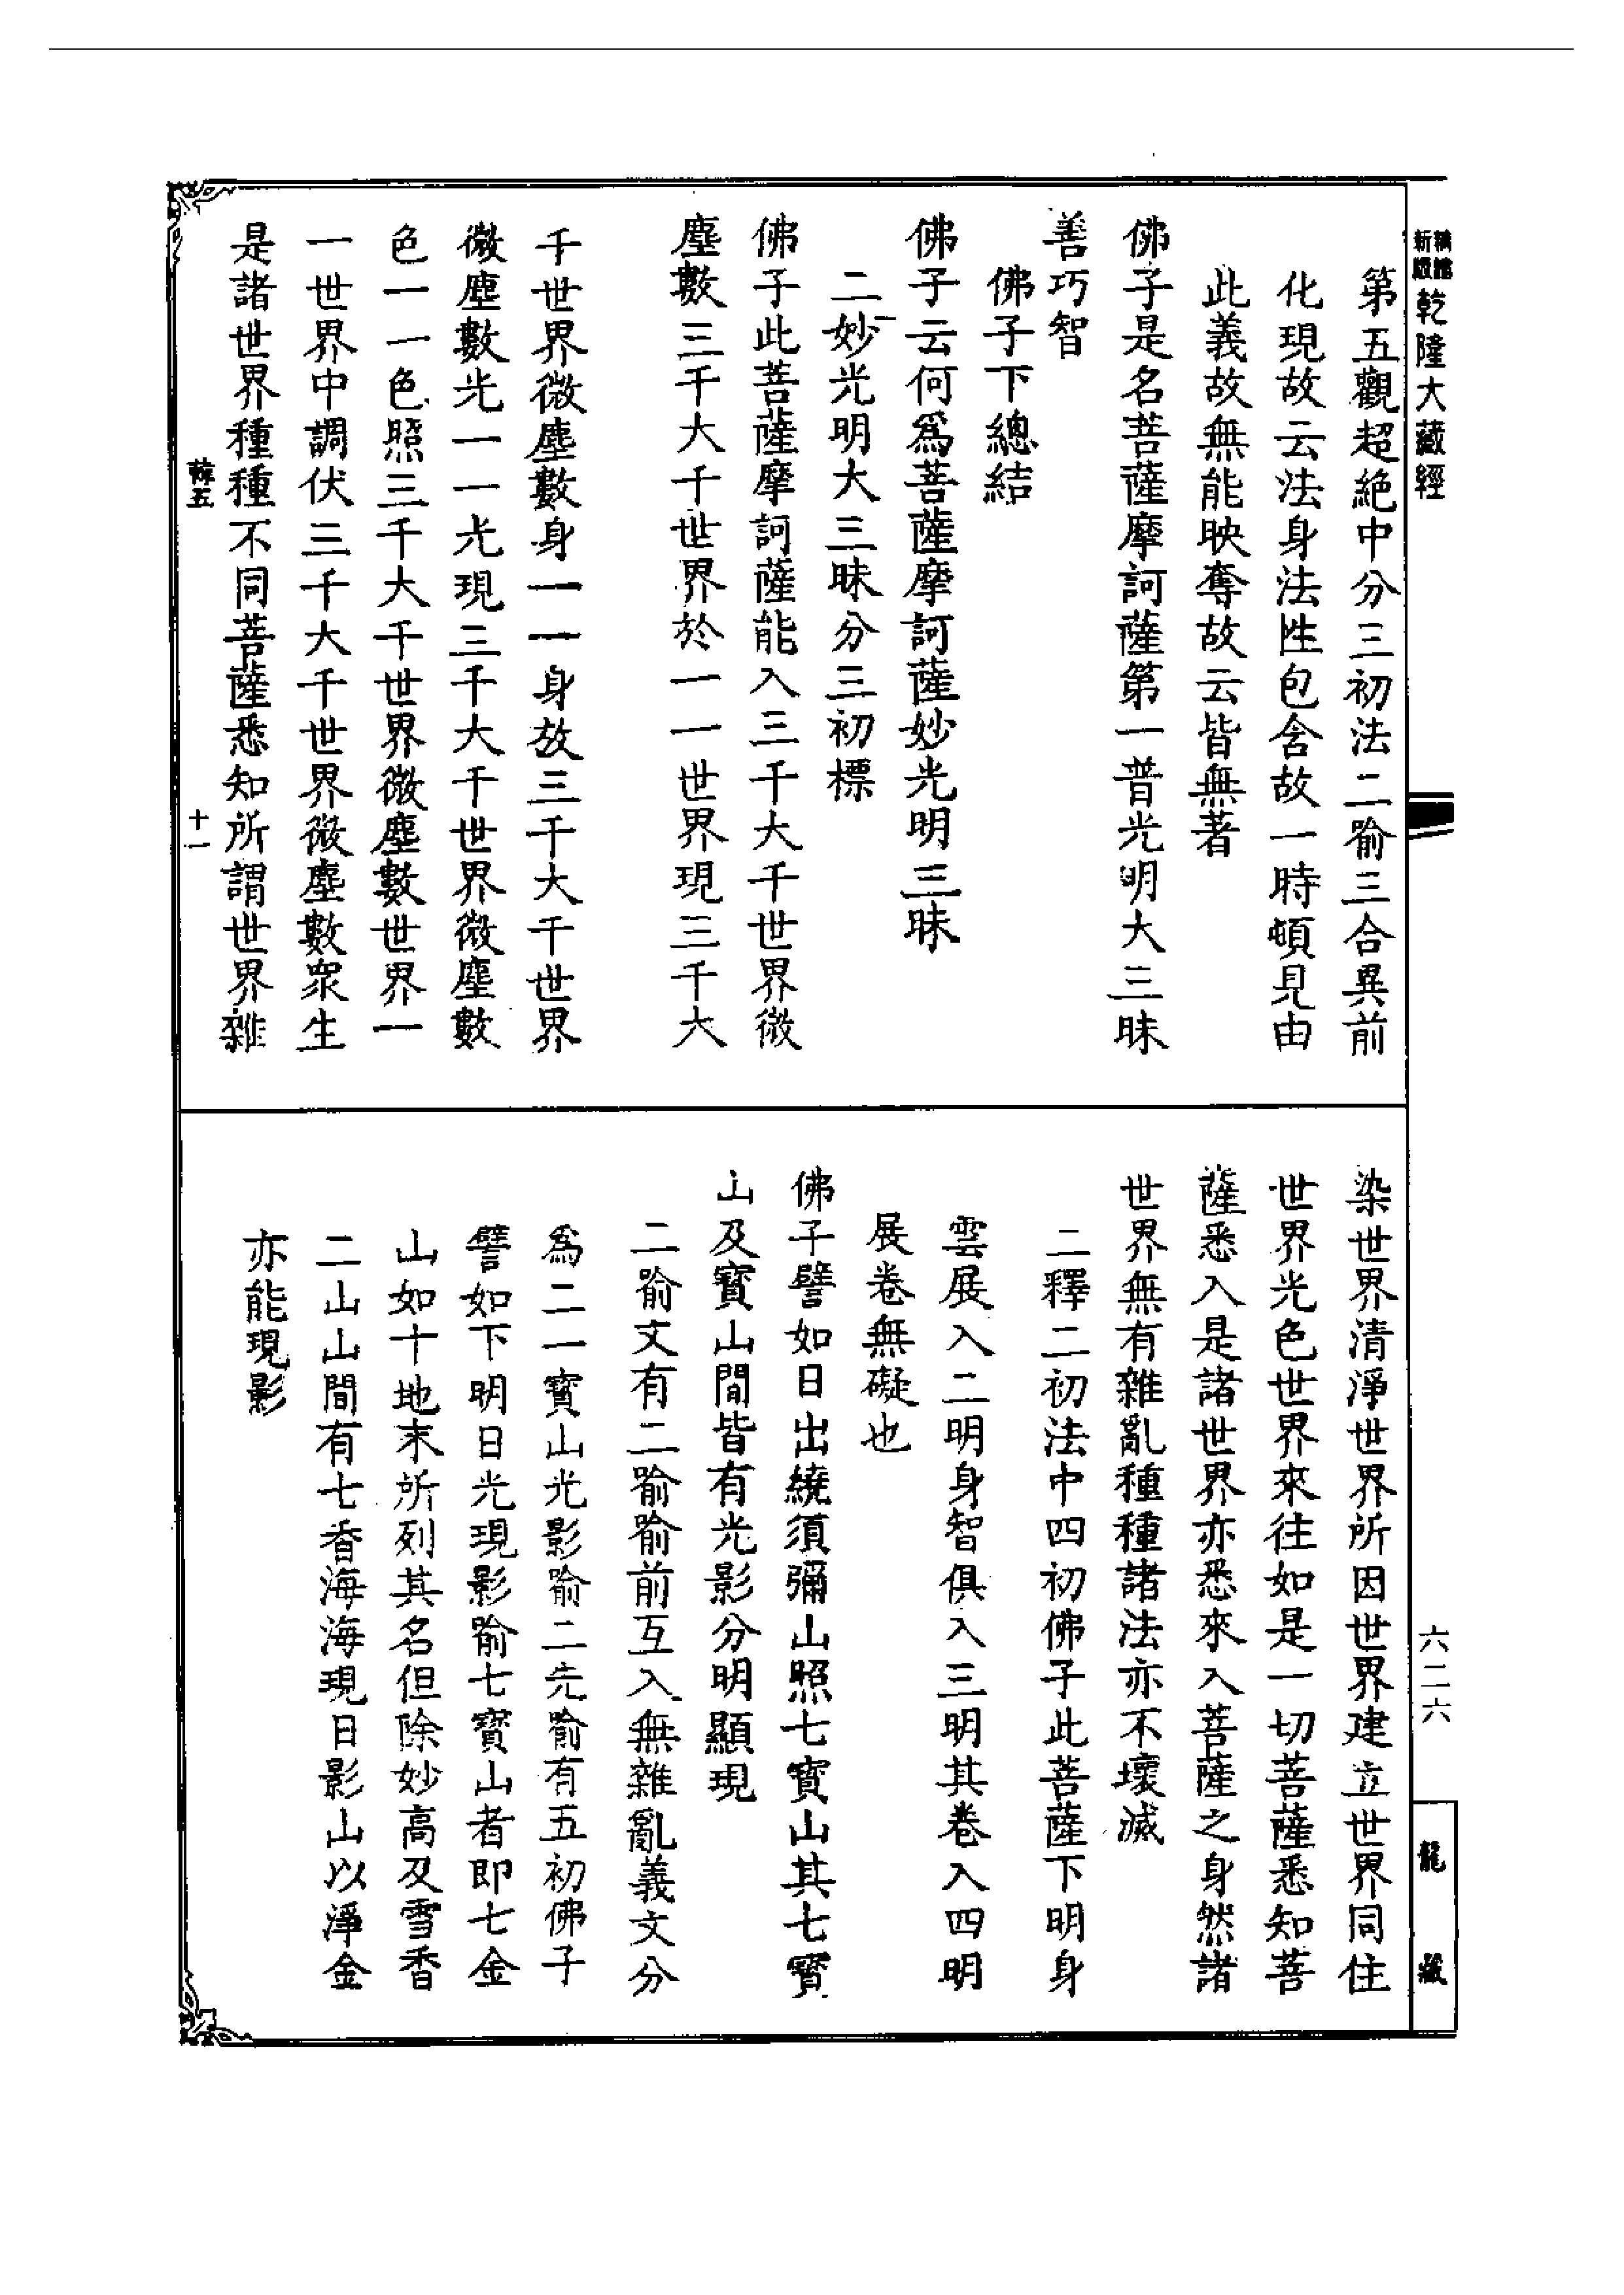 新版
乾隆大藏經
第五觀超絶中分三初法二喻三合異前
化現故云法身法性包含故一時頓見由
此義故無能映奪故云皆無著
佛子是名菩薩摩訶薩第一普光明大三昧
善巧智
佛子下總結
佛子云何爲菩薩摩訶薩妙光明三昧
二妙光明大三昧分三初標
佛子此菩薩摩訶薩能入三千大千世界微
塵數三千大千世界於一一世界現三千大
千世界微塵數身一一身放三千大千世界
微塵數光一一光現三千大千世界微塵數
色一一色照三千大千世界微塵數世界一
一世界中調伏三千大千世界微塵數衆生
是諸世界種種不同菩薩悉知所謂世界雜
韓五
十一
染世界清淨世界所因世界建立世界同住
世界光色世界來往如是一切菩薩悉知菩
薩悉入是諸世界亦悉來入菩薩之身然諸
世界無有雜亂種種諸法亦不壞滅
二釋二初法中四初佛子此菩薩下明身
雲展入二明身智俱入三明其卷入四明
展卷無礙也
佛子譬如日出繞須彌山照七寶山其七寶
山及寶山間皆有光影分明顯現
二喻文有二喻喻前互入無雜亂義文分
爲二一寶山光影喻二先喻有五初佛子
譬如下明日光現影喻七寶山者即七金
山如十地末所列其名但除妙高及雪香
二山山間有七香海海現日影山以淨金
亦能現影
六二六
龍藏